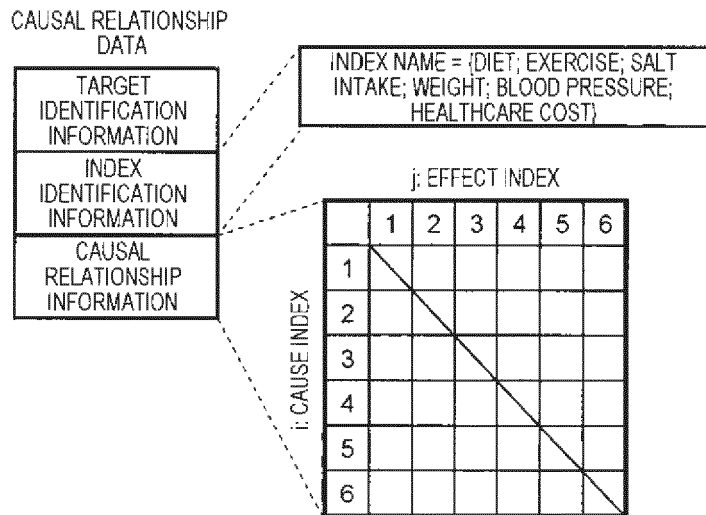 CAUSAL RELATIONSHIP
DATA
TARGET
IDENTIFICATION
INFORMATION
INDEX
IDENTIFICATION
INFORMATION
CAUSAL
RELATIONSHIP
INFORMATION
INDEX NAME = {DIET; EXERCISE; SALT
INTAKE; WEIGHT; BLOOD PRESSURE;
HEALTHCARE COST}
j: EFFECT INDEX
1 2 3 4 5 6
i: CAUSE INDEX
1
2
3
4
5
6